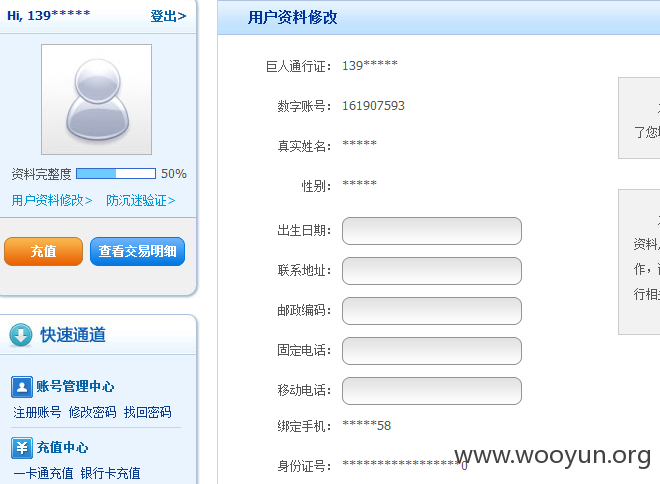 Hi, 139***** 登出>
资料完整度 50%
用户资料修改> 防沉迷验证>
充值 查看交易明细
快速通道
账号管理中心
注册账号 修改密码 找回密码
充值中心
一卡通充值 银行卡充值
用户资料修改
巨人通行证： 139*****
数字账号： 161907593
真实姓名： *****
性别： *****
出生日期：
联系地址：
邮政编码：
固定电话：
移动电话：
绑定手机： *****58
身份证号： *****************0
了您
资料
作，
行相
www.wooyun.org